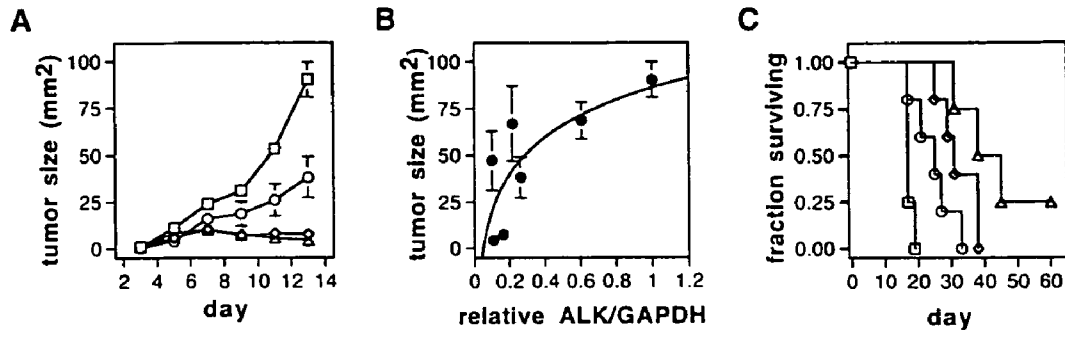 A
tumor size (mm²)
100
75
50
25
0
2 4 6 8 10 12 14
day
B
tumor size (mm²)
100
75
50
25
0
0 0.2 0.4 0.6 0.8 1 1.2
relative ALK/GAPDH
C
fraction surviving
1.00
0.75
0.50
0.25
0.00
0 10 20 30 40 50 60
day